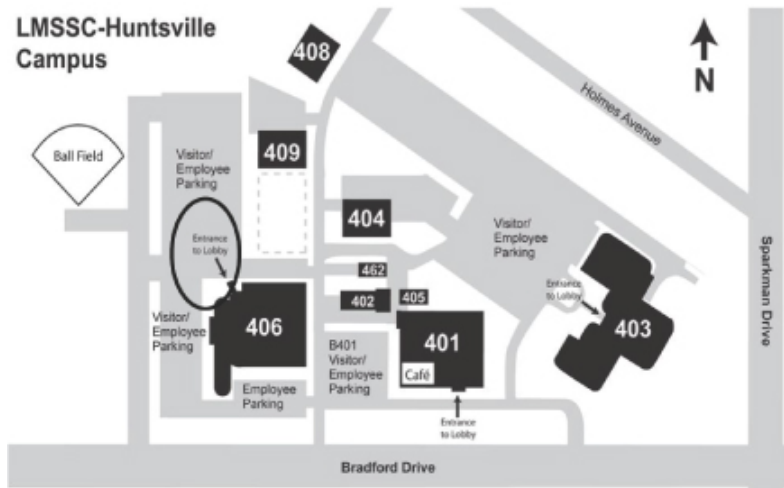 LMSSC-Huntsville
Campus
408
N
Holmes Avenue
409
Ball Field
Visitor/
Employee
Parking
404
Visitor/
Employee
Parking
Sparkman Drive
Entrance
to Lobby
462
402
405
Entrance
to Lobby
403
Visitor/
Employee
Parking
406
B401
Visitor/
Employee
Parking
401
Café
Employee
Parking
Entrance
to Lobby
Bradford Drive